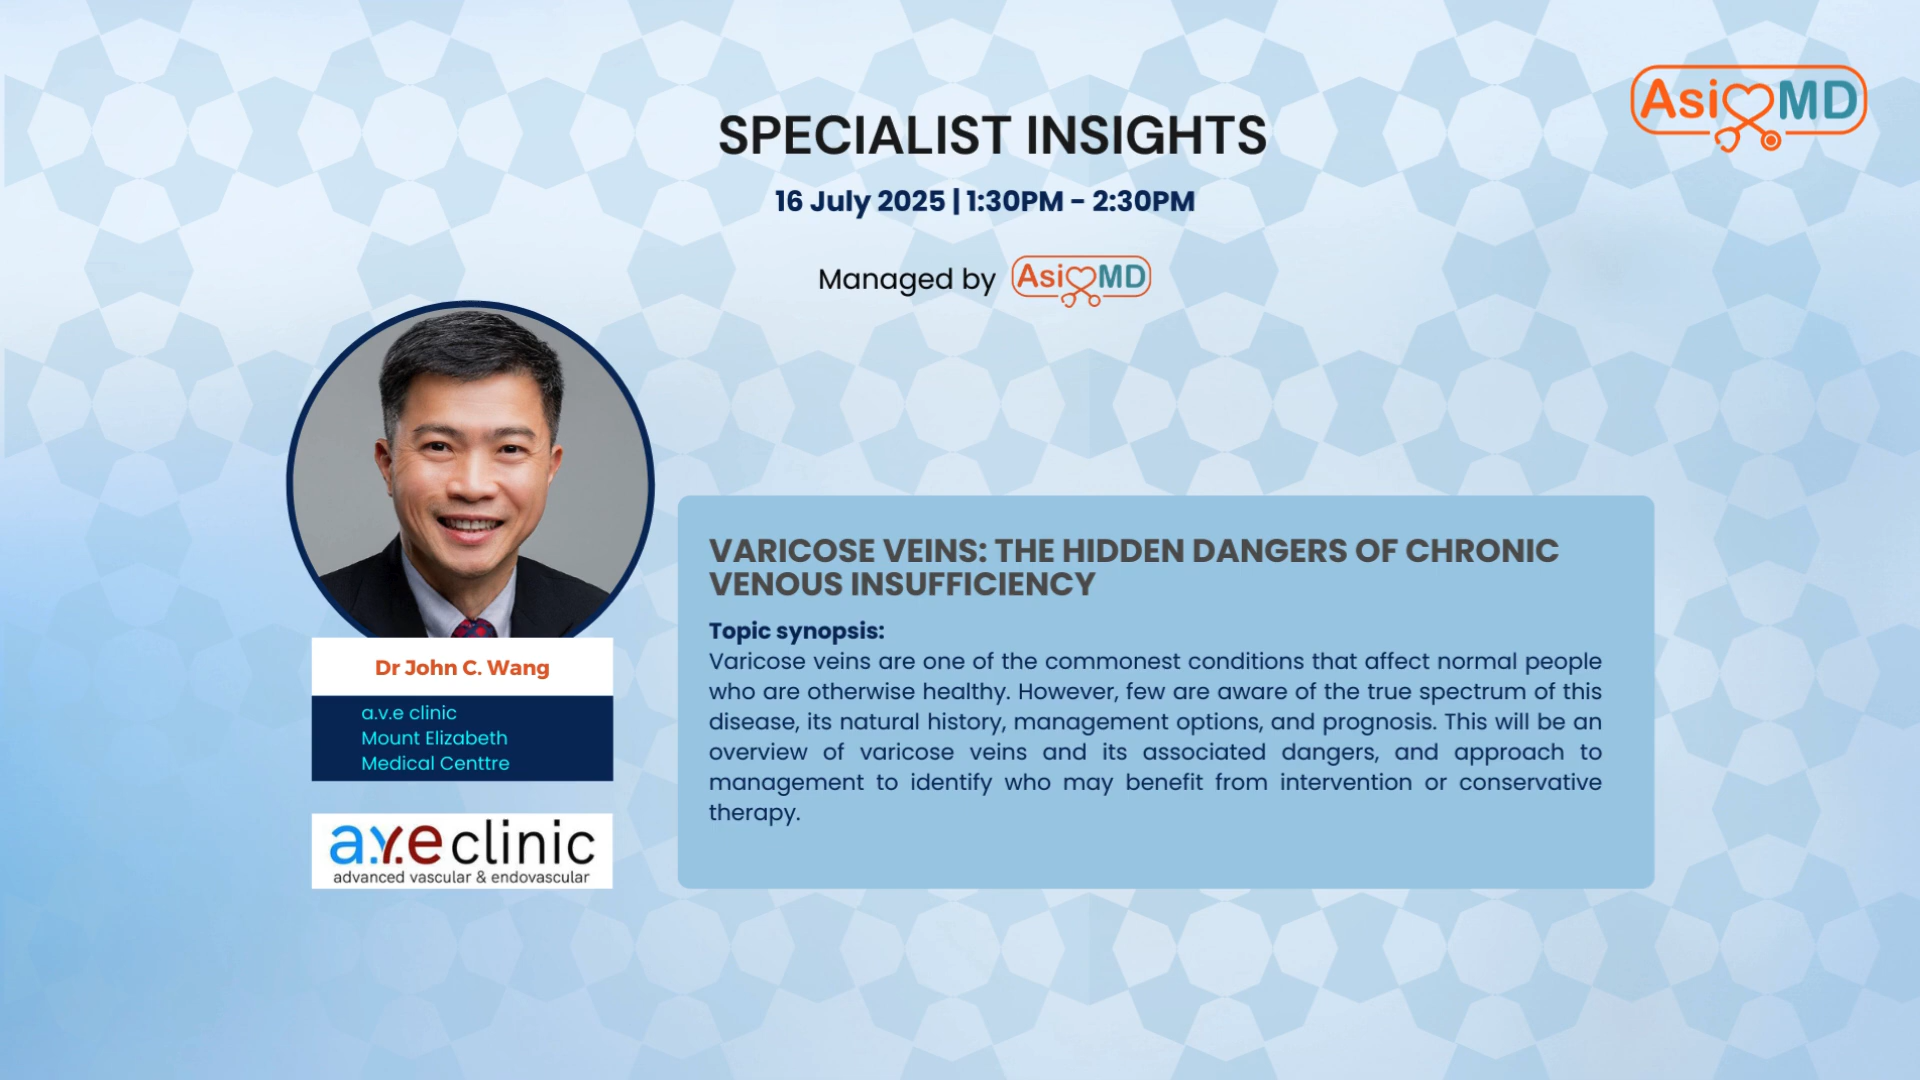 AsiaMD
SPECIALIST INSIGHTS
16 July 2025 | 1:30PM - 2:30PM
Managed by AsiaMD
Dr John C. Wang
a.v.e clinic
Mount Elizabeth
Medical Centtre
a.v.e clinic
advanced vascular & endovascular
VARICOSE VEINS: THE HIDDEN DANGERS OF CHRONIC
VENOUS INSUFFICIENCY
Topic synopsis:
Varicose veins are one of the commonest conditions that affect normal people
who are otherwise healthy. However, few are aware of the true spectrum of this
disease, its natural history, management options, and prognosis. This will be an
overview of varicose veins and its associated dangers, and approach to
management to identify who may benefit from intervention or conservative
therapy.